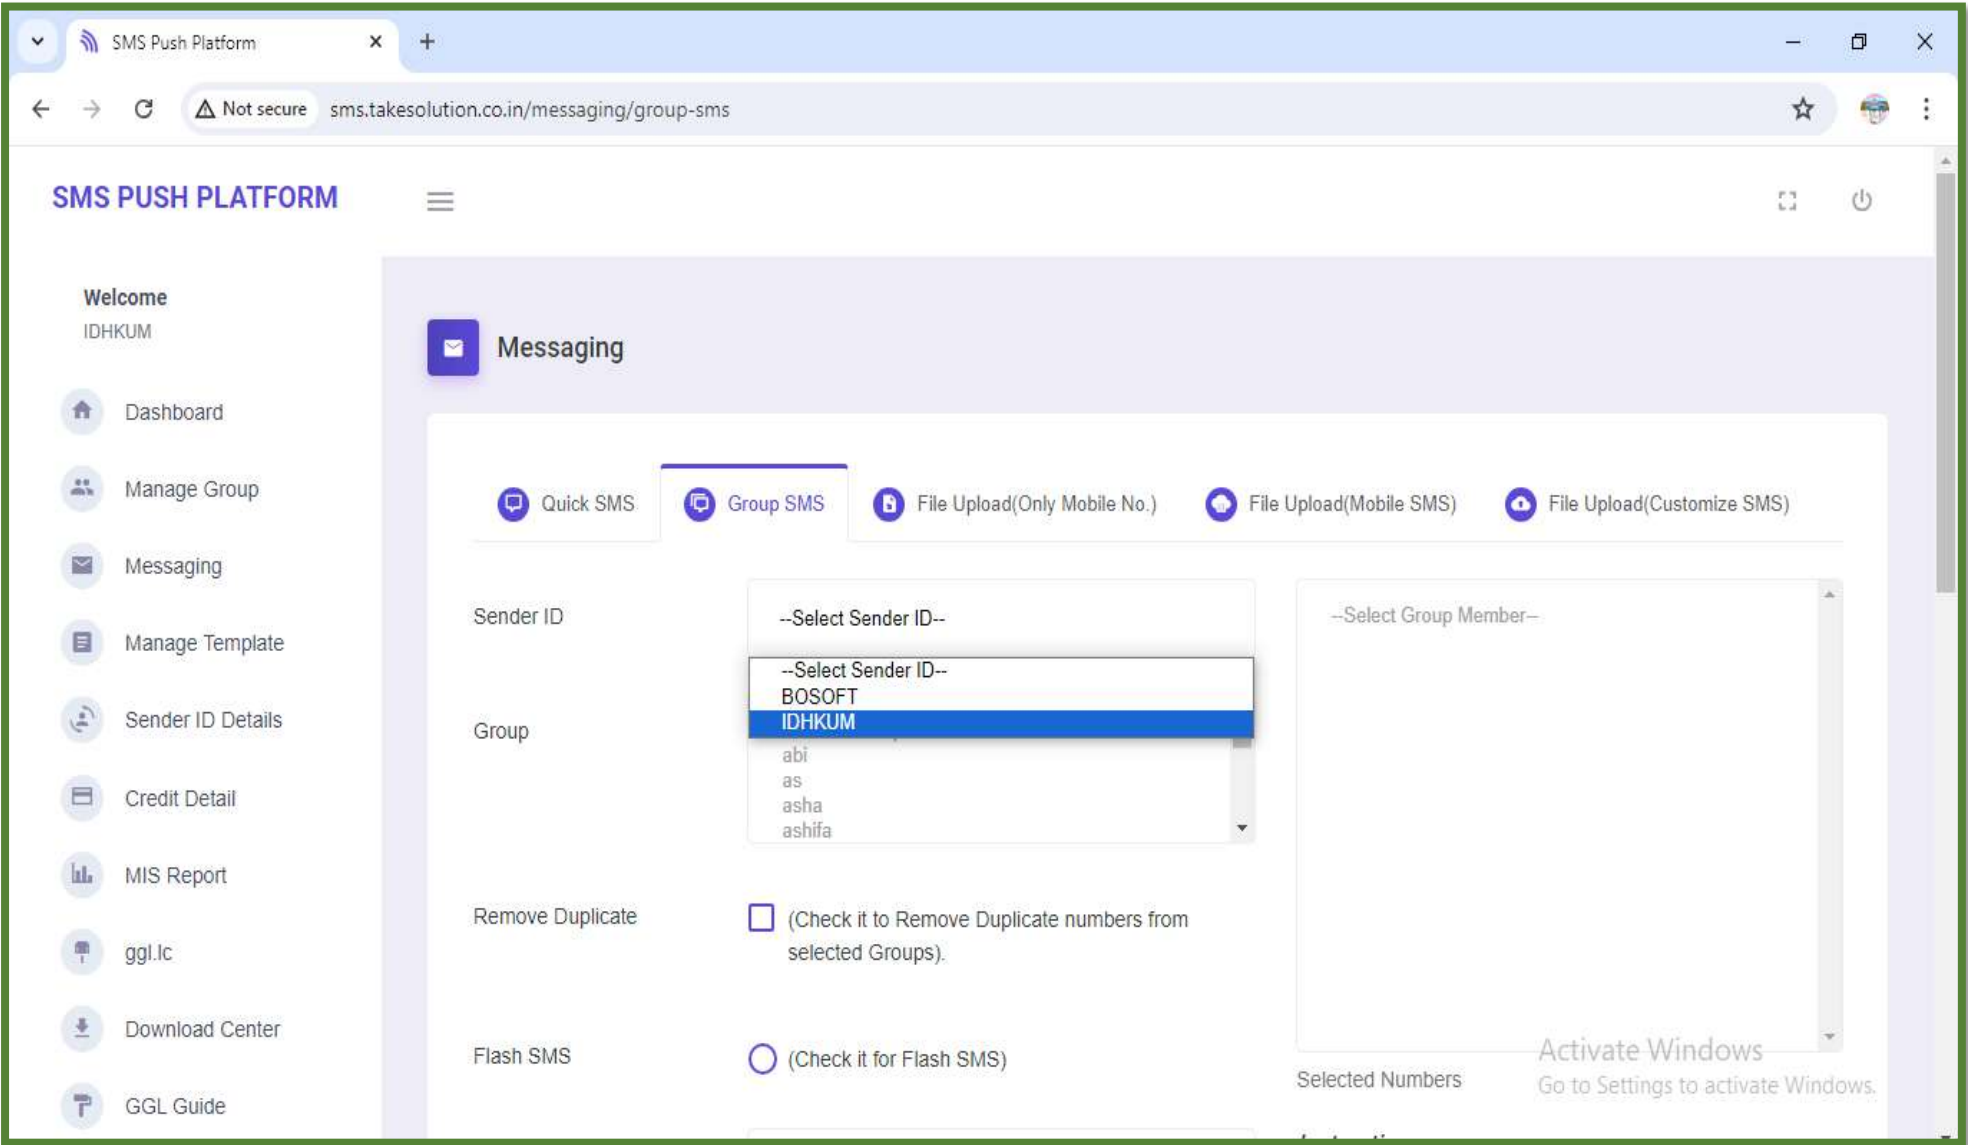 SMS Push Platform
Not secure sms.takesolution.co.in/messaging/group-sms
SMS PUSH PLATFORM
Welcome
IDHKUM
Dashboard
Manage Group
Messaging
Manage Template
Sender ID Details
Credit Detail
MIS Report
ggl.lc
Download Center
GGL Guide
Messaging
Quick SMS
Group SMS
File Upload(Only Mobile No.)
File Upload(Mobile SMS)
File Upload(Customize SMS)
Sender ID
--Select Sender ID--
--Select Sender ID--
BOSOFT
IDHKUM
Group
abi
as
asha
ashifa
Remove Duplicate
(Check it to Remove Duplicate numbers from
selected Groups).
Flash SMS
(Check it for Flash SMS)
--Select Group Member--
Selected Numbers
Activate Windows
Go to Settings to activate Windows.